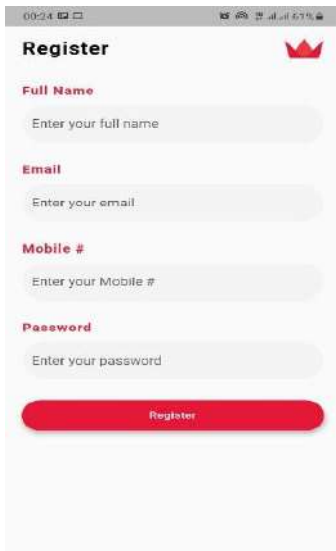 00:24 61%
Register
Full Name
Enter your full name
Email
Enter your email
Mobile #
Enter your Mobile #
Password
Enter your password
Register